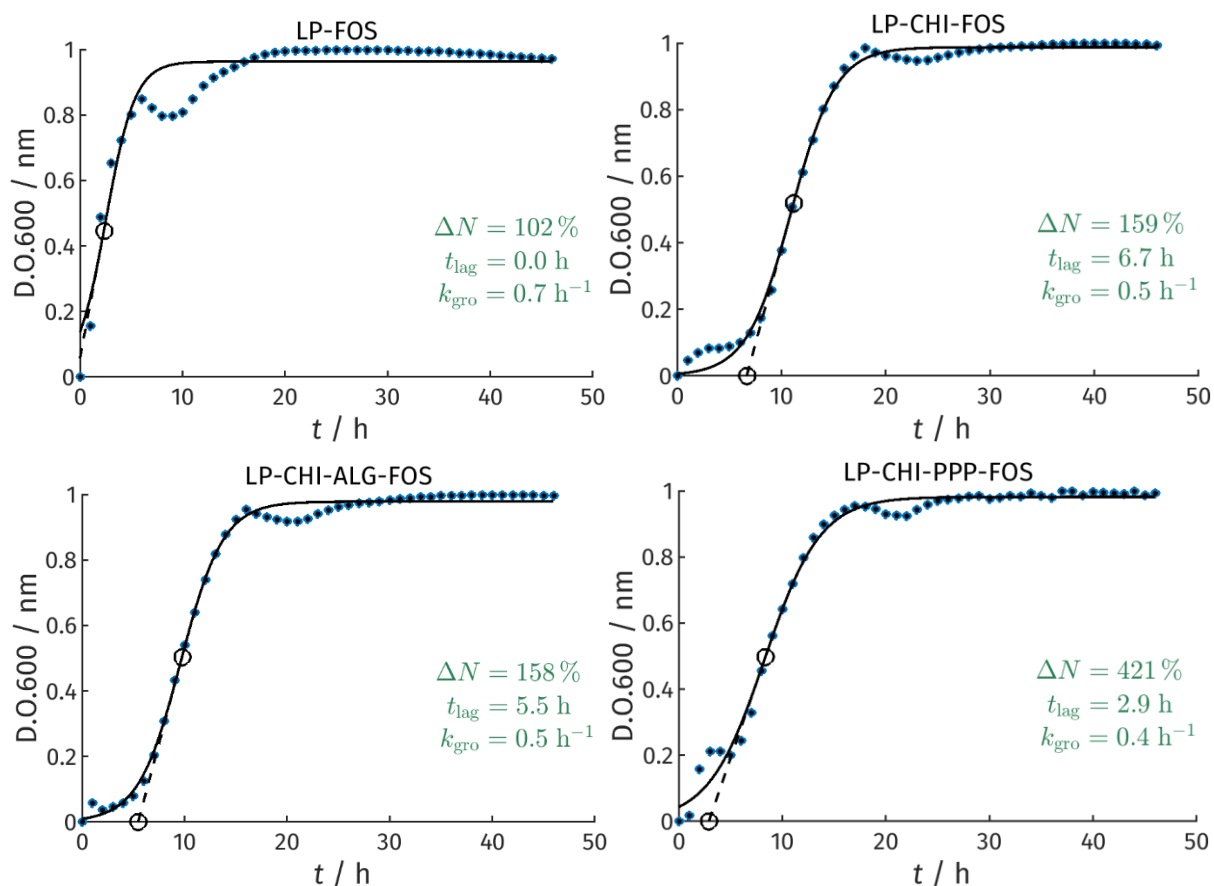 LP-FOS
D.O.600 / nm
1
0.8
0.6
0.4
0.2
0
ΔN = 102 %
t_lag = 0.0 h
k_gro = 0.7 h⁻¹
0 10 20 30 40 50
t / h
LP-CHI-FOS
D.O.600 / nm
1
0.8
0.6
0.4
0.2
0
ΔN = 159 %
t_lag = 6.7 h
k_gro = 0.5 h⁻¹
0 10 20 30 40 50
t / h
LP-CHI-ALG-FOS
D.O.600 / nm
1
0.8
0.6
0.4
0.2
0
ΔN = 158 %
t_lag = 5.5 h
k_gro = 0.5 h⁻¹
0 10 20 30 40 50
t / h
LP-CHI-PPP-FOS
D.O.600 / nm
1
0.8
0.6
0.4
0.2
0
ΔN = 421 %
t_lag = 2.9 h
k_gro = 0.4 h⁻¹
0 10 20 30 40 50
t / h